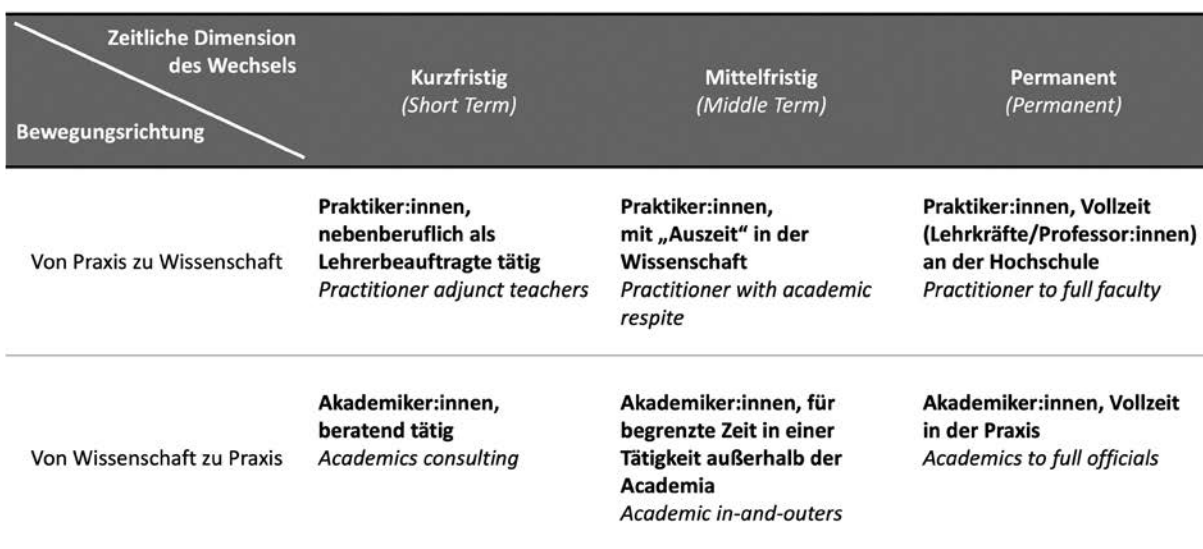 Zeitliche Dimension
des Wechsels
Bewegungsrichtung
Kurzfristig
(Short Term)
Mittelfristig
(Middle Term)
Permanent
(Permanent)
Von Praxis zu Wissenschaft
Praktiker:innen,
nebenberuflich als
Lehrerbeauftragte tätig
Practitioner adjunct teachers
Praktiker:innen,
mit „Auszeit“ in der
Wissenschaft
Practitioner with academic
respite
Praktiker:innen, Vollzeit
(Lehrkräfte/Professor:innen)
an der Hochschule
Practitioner to full faculty
Von Wissenschaft zu Praxis
Akademiker:innen,
beratend tätig
Academics consulting
Akademiker:innen, für
begrenzte Zeit in einer
Tätigkeit außerhalb der
Academia
Academic in-and-outers
Akademiker:innen, Vollzeit
in der Praxis
Academics to full officials